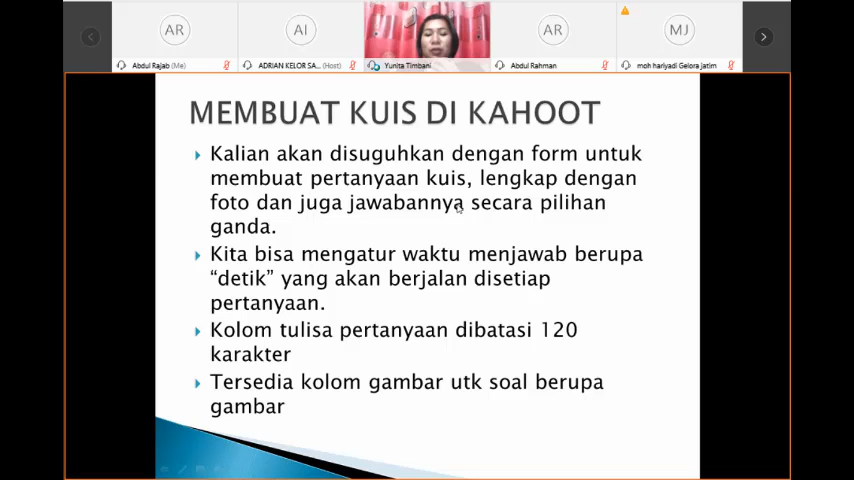 AR
AI
AR
MJ
Abdul Rajab (Me)
ADRIAN KELOR SA... (Host)
Yunita Timbani
Abdul Rahman
moh hariyadi Gelora jatim
MEMBUAT KUIS DI KAHOOT
Kalian akan disuguhkan dengan form untuk
membuat pertanyaan kuis, lengkap dengan
foto dan juga jawabannya secara pilihan
ganda.
Kita bisa mengatur waktu menjawab berupa
“detik” yang akan berjalan disetiap
pertanyaan.
Kolom tulisa pertanyaan dibatasi 120
karakter
Tersedia kolom gambar utk soal berupa
gambar